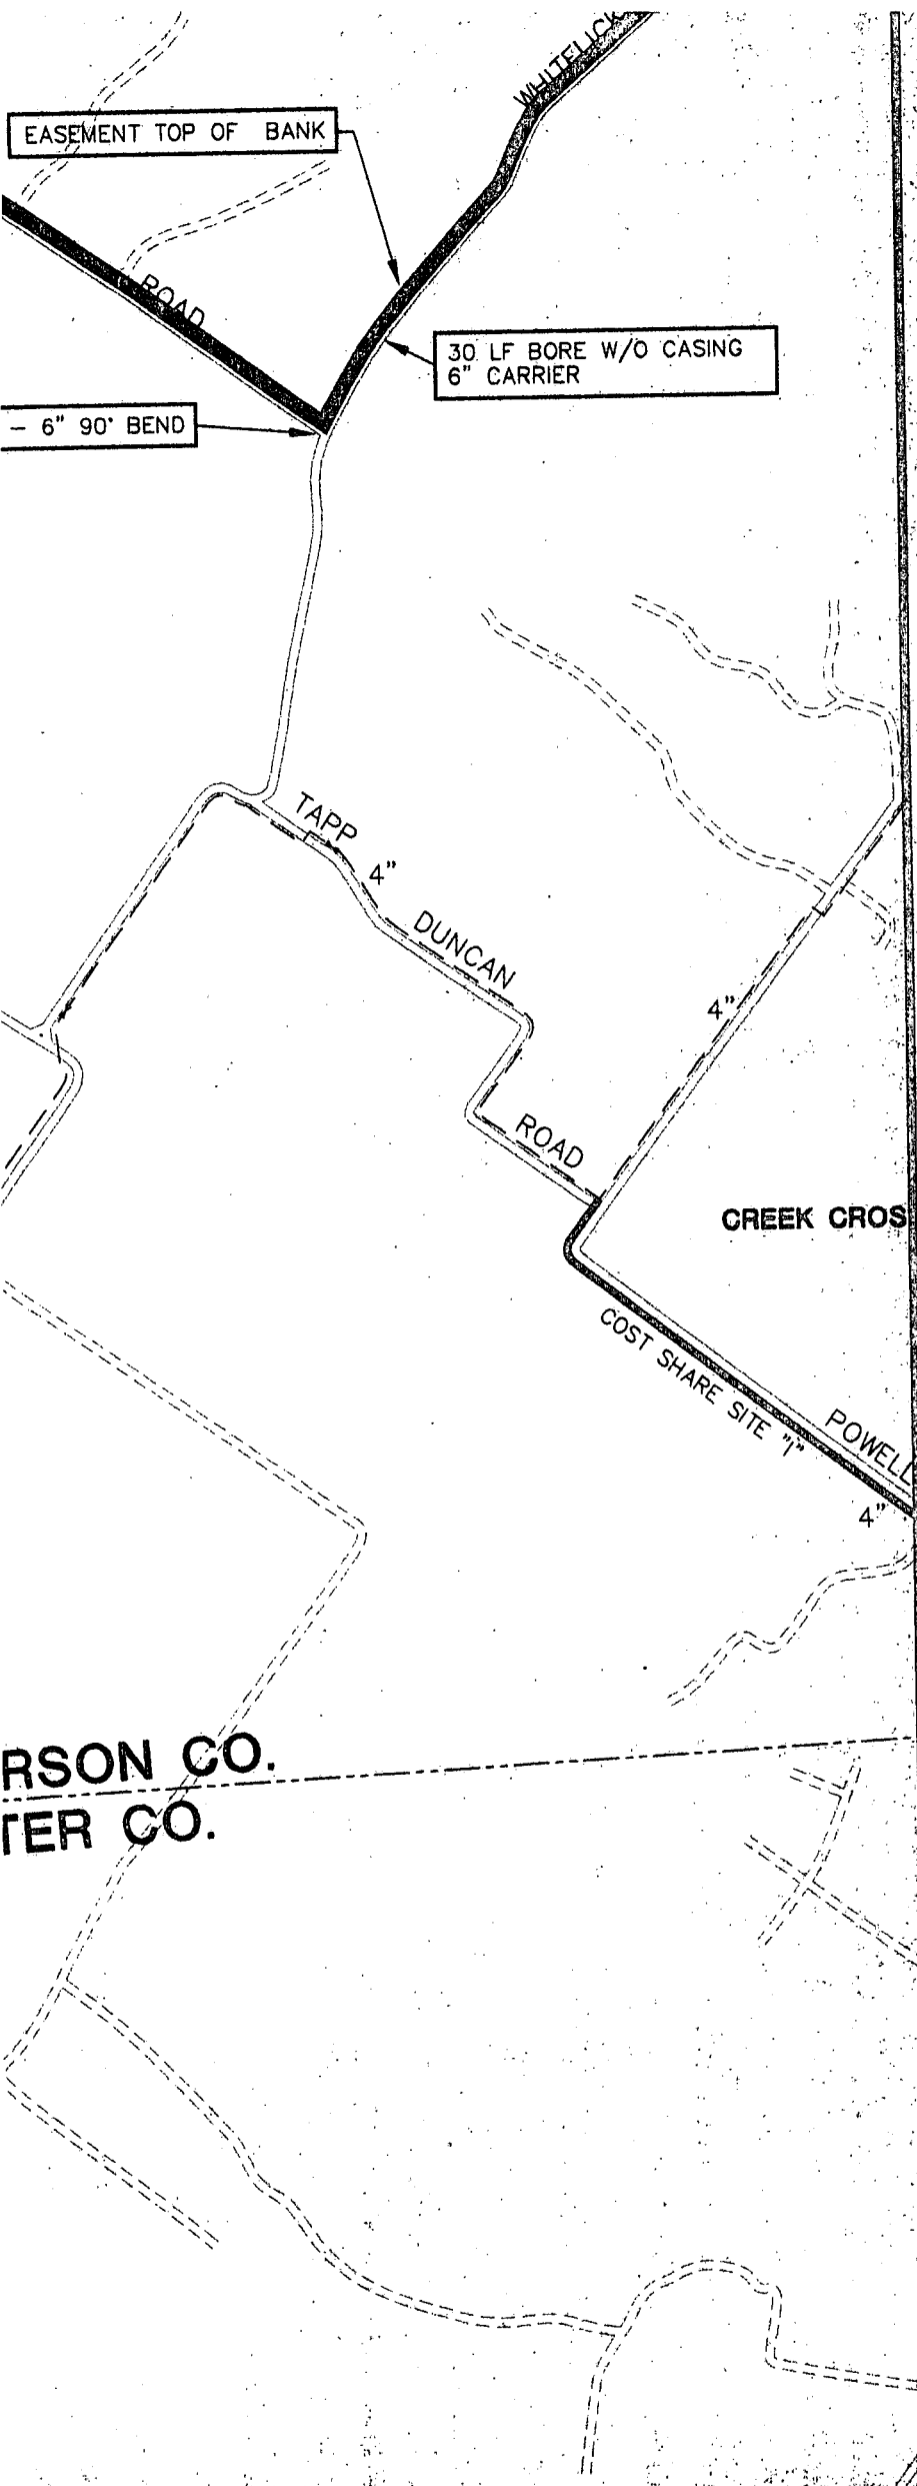 WHITELICK
EASEMENT TOP OF BANK
ROAD
30 LF BORE W/O CASING
6" CARRIER
- 6" 90° BEND
TAPP
4"
DUNCAN
4"
ROAD
CREEK CROS
COST SHARE SITE "1"
POWELL
4"
RSON CO.
TER CO.